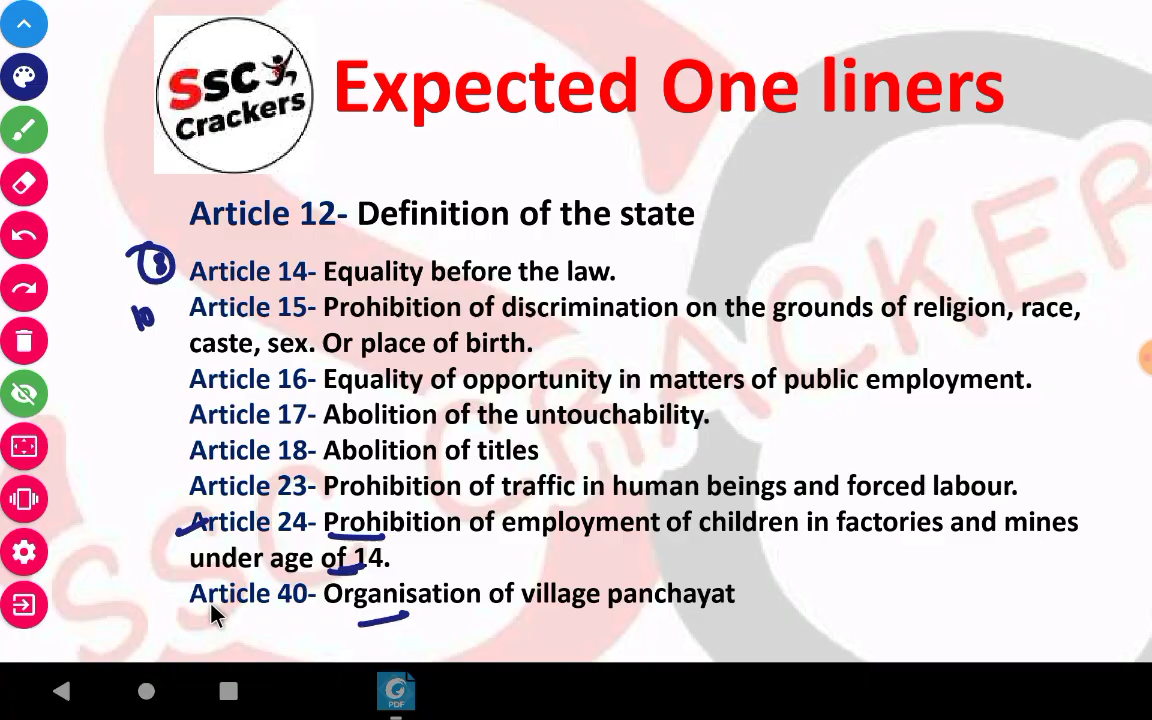 SSC
Crackers
Expected One liners
Article 12- Definition of the state
Article 14- Equality before the law.
Article 15- Prohibition of discrimination on the grounds of religion, race,
caste, sex. Or place of birth.
Article 16- Equality of opportunity in matters of public employment.
Article 17- Abolition of the untouchability.
Article 18- Abolition of titles
Article 23- Prohibition of traffic in human beings and forced labour.
Article 24- Prohibition of employment of children in factories and mines
under age of 14.
Article 40- Organisation of village panchayat
SSC CRACKER
PDF